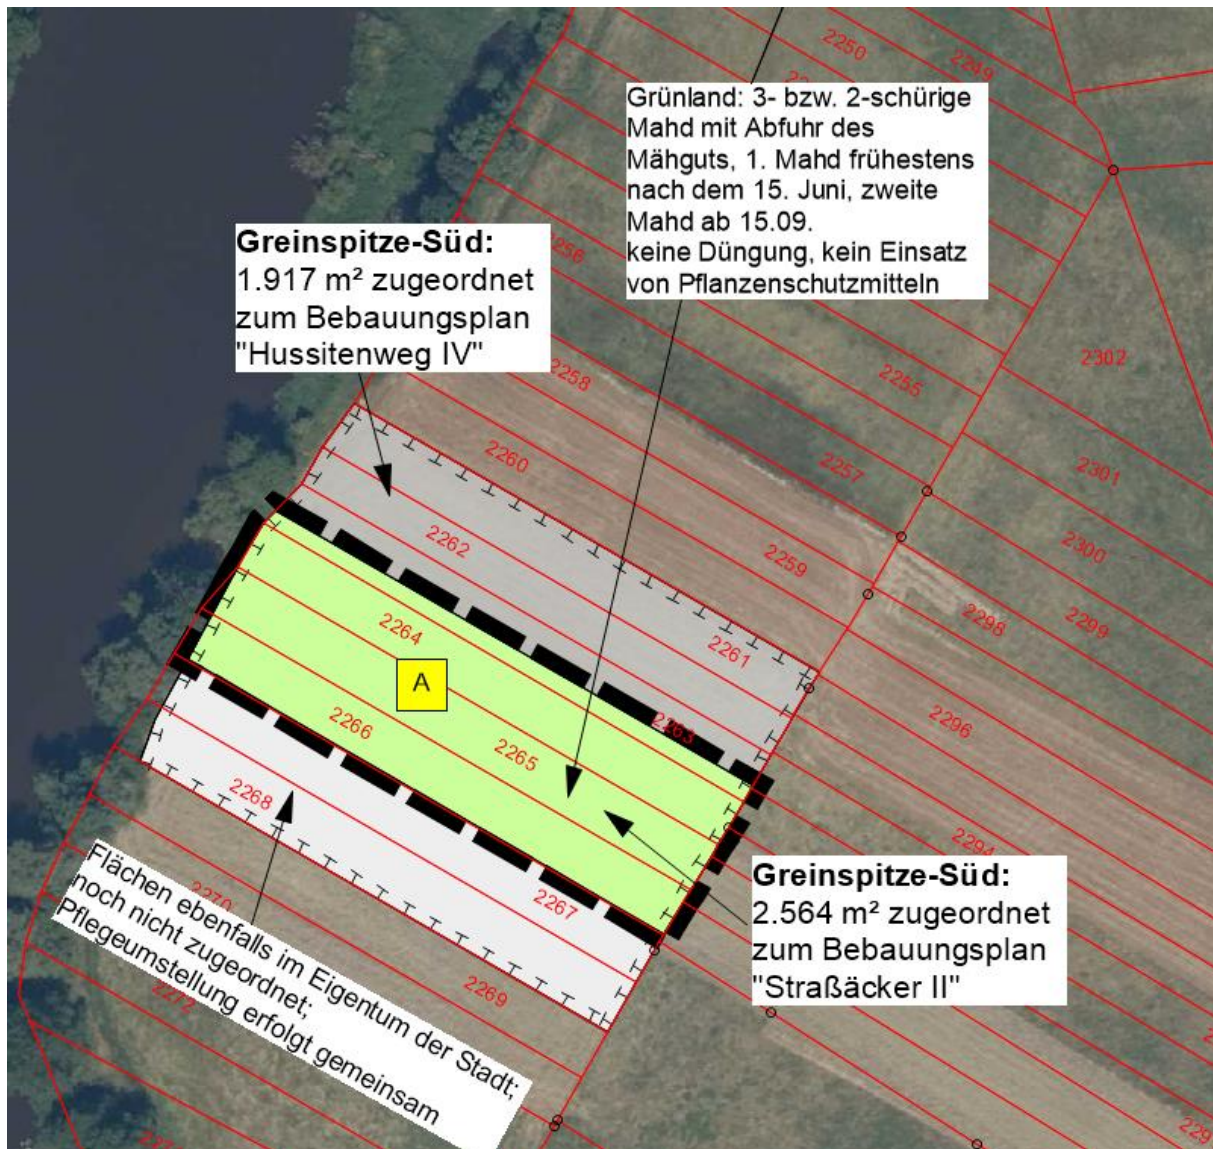 2250
2249
Grünland: 3- bzw. 2-schürige
Mahd mit Abfuhr des
Mähguts, 1. Mahd frühestens
nach dem 15. Juni, zweite
Mahd ab 15.09.
keine Düngung, kein Einsatz
von Pflanzenschutzmitteln
Greinspitze-Süd:
1.917 m² zugeordnet
zum Bebauungsplan
"Hussitenweg IV"
2256
2302
2258
2255
2260
2257
2301
2262
2259
2300
2264
2261
2298
2299
A
2266
2265
2263
2296
2268
2294
2267
Greinspitze-Süd:
2.564 m² zugeordnet
zum Bebauungsplan
"Straßäcker II"
Flächen ebenfalls im Eigentum der Stadt;
noch nicht zugeordnet;
Pflegeumstellung erfolgt gemeinsam
2270
2269
2272